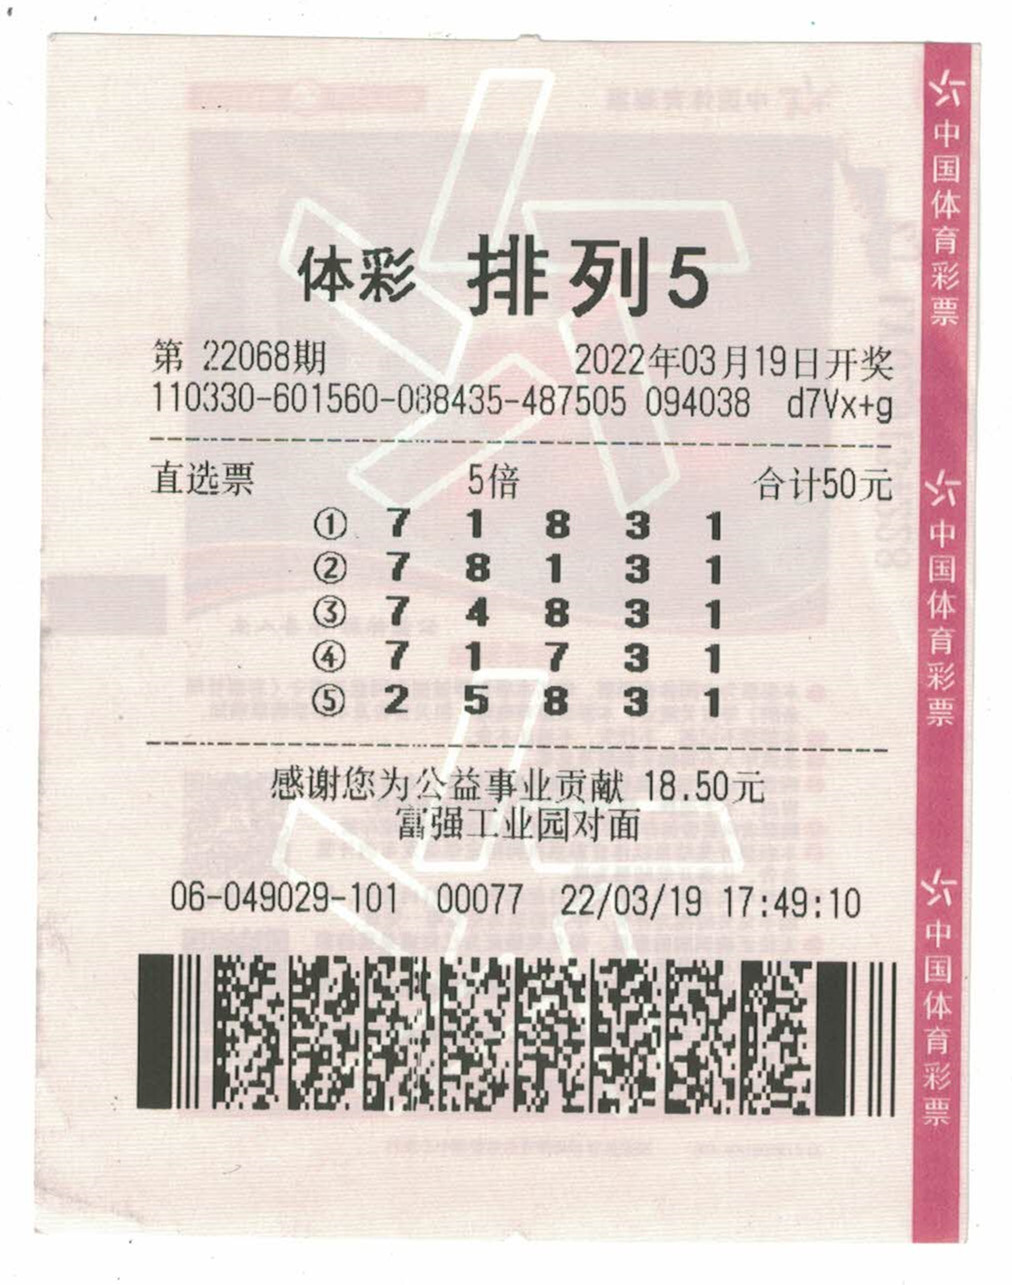 体彩 排列5
第 22068期 2022年03月19日开奖
110330-601560-088435-487505 094038 d7Vx+g
直选票 5倍 合计50元
① 7 1 8 3 1
② 7 8 1 3 1
③ 7 4 8 3 1
④ 7 1 7 3 1
⑤ 2 5 8 3 1
感谢您为公益事业贡献 18.50元
富强工业园对面
06-049029-101 00077 22/03/19 17:49:10
中国体育彩票
中国体育彩票
中国体育彩票